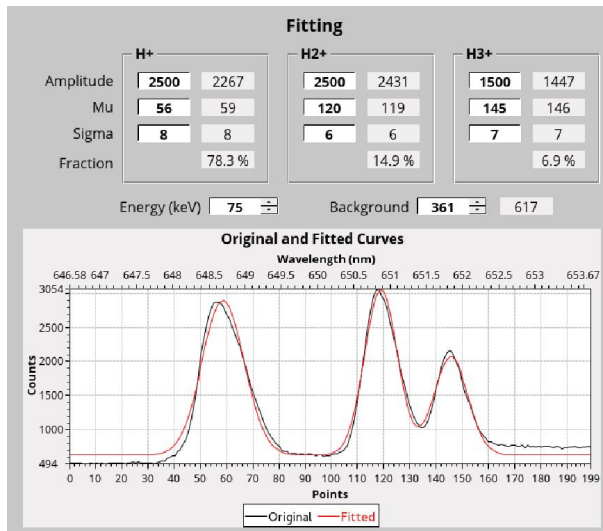 Fitting
H+ H2+ H3+
Amplitude 2500 2267 2500 2431 1500 1447
Mu 56 59 120 119 145 146
Sigma 8 8 6 6 7 7
Fraction 78.3 % 14.9 % 6.9 %
Energy (keV) 75 Background 361 617
Original and Fitted Curves
Wavelength (nm)
646.58 647 647.5 648 648.5 649 649.5 650 650.5 651 651.5 652 652.5 653 653.67
3054
2500
2000
1500
1000
494
Counts
0 10 20 30 40 50 60 70 80 90 100 110 120 130 140 150 160 170 180 190 199
Points
Original Fitted